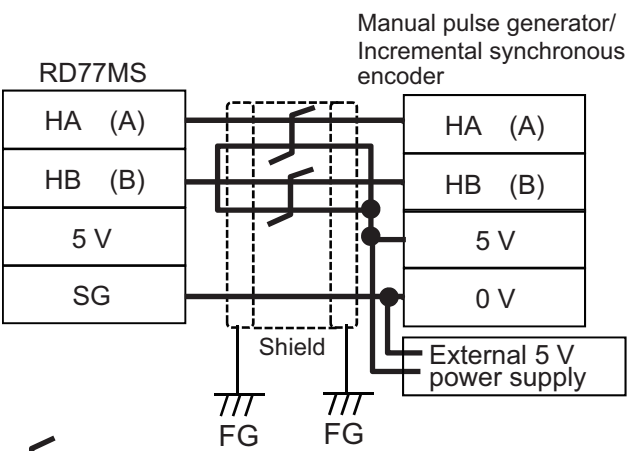 Manual pulse generator/
Incremental synchronous
encoder
RD77MS
HA (A)
HB (B)
5 V
SG
HA (A)
HB (B)
5 V
0 V
Shield
External 5 V
power supply
FG
FG